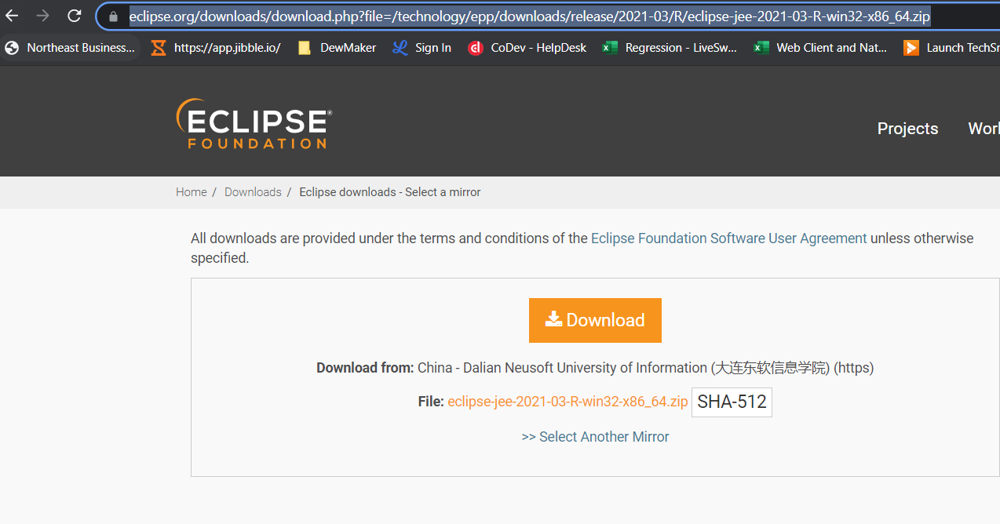 eclipse.org/downloads/download.php?file=/technology/epp/downloads/release/2021-03/R/eclipse-jee-2021-03-R-win32-x86_64.zip
Northeast Business... https://app.jibble.io/ DewMaker Sign In CoDev - HelpDesk Regression - LiveSw... Web Client and Nat... Launch TechSm
ECLIPSE®
FOUNDATION
Projects Worl
Home / Downloads / Eclipse downloads - Select a mirror
All downloads are provided under the terms and conditions of the Eclipse Foundation Software User Agreement unless otherwise
specified.
Download
Download from: China - Dalian Neusoft University of Information (大连东软信息学院) (https)
File: eclipse-jee-2021-03-R-win32-x86_64.zip SHA-512
>> Select Another Mirror